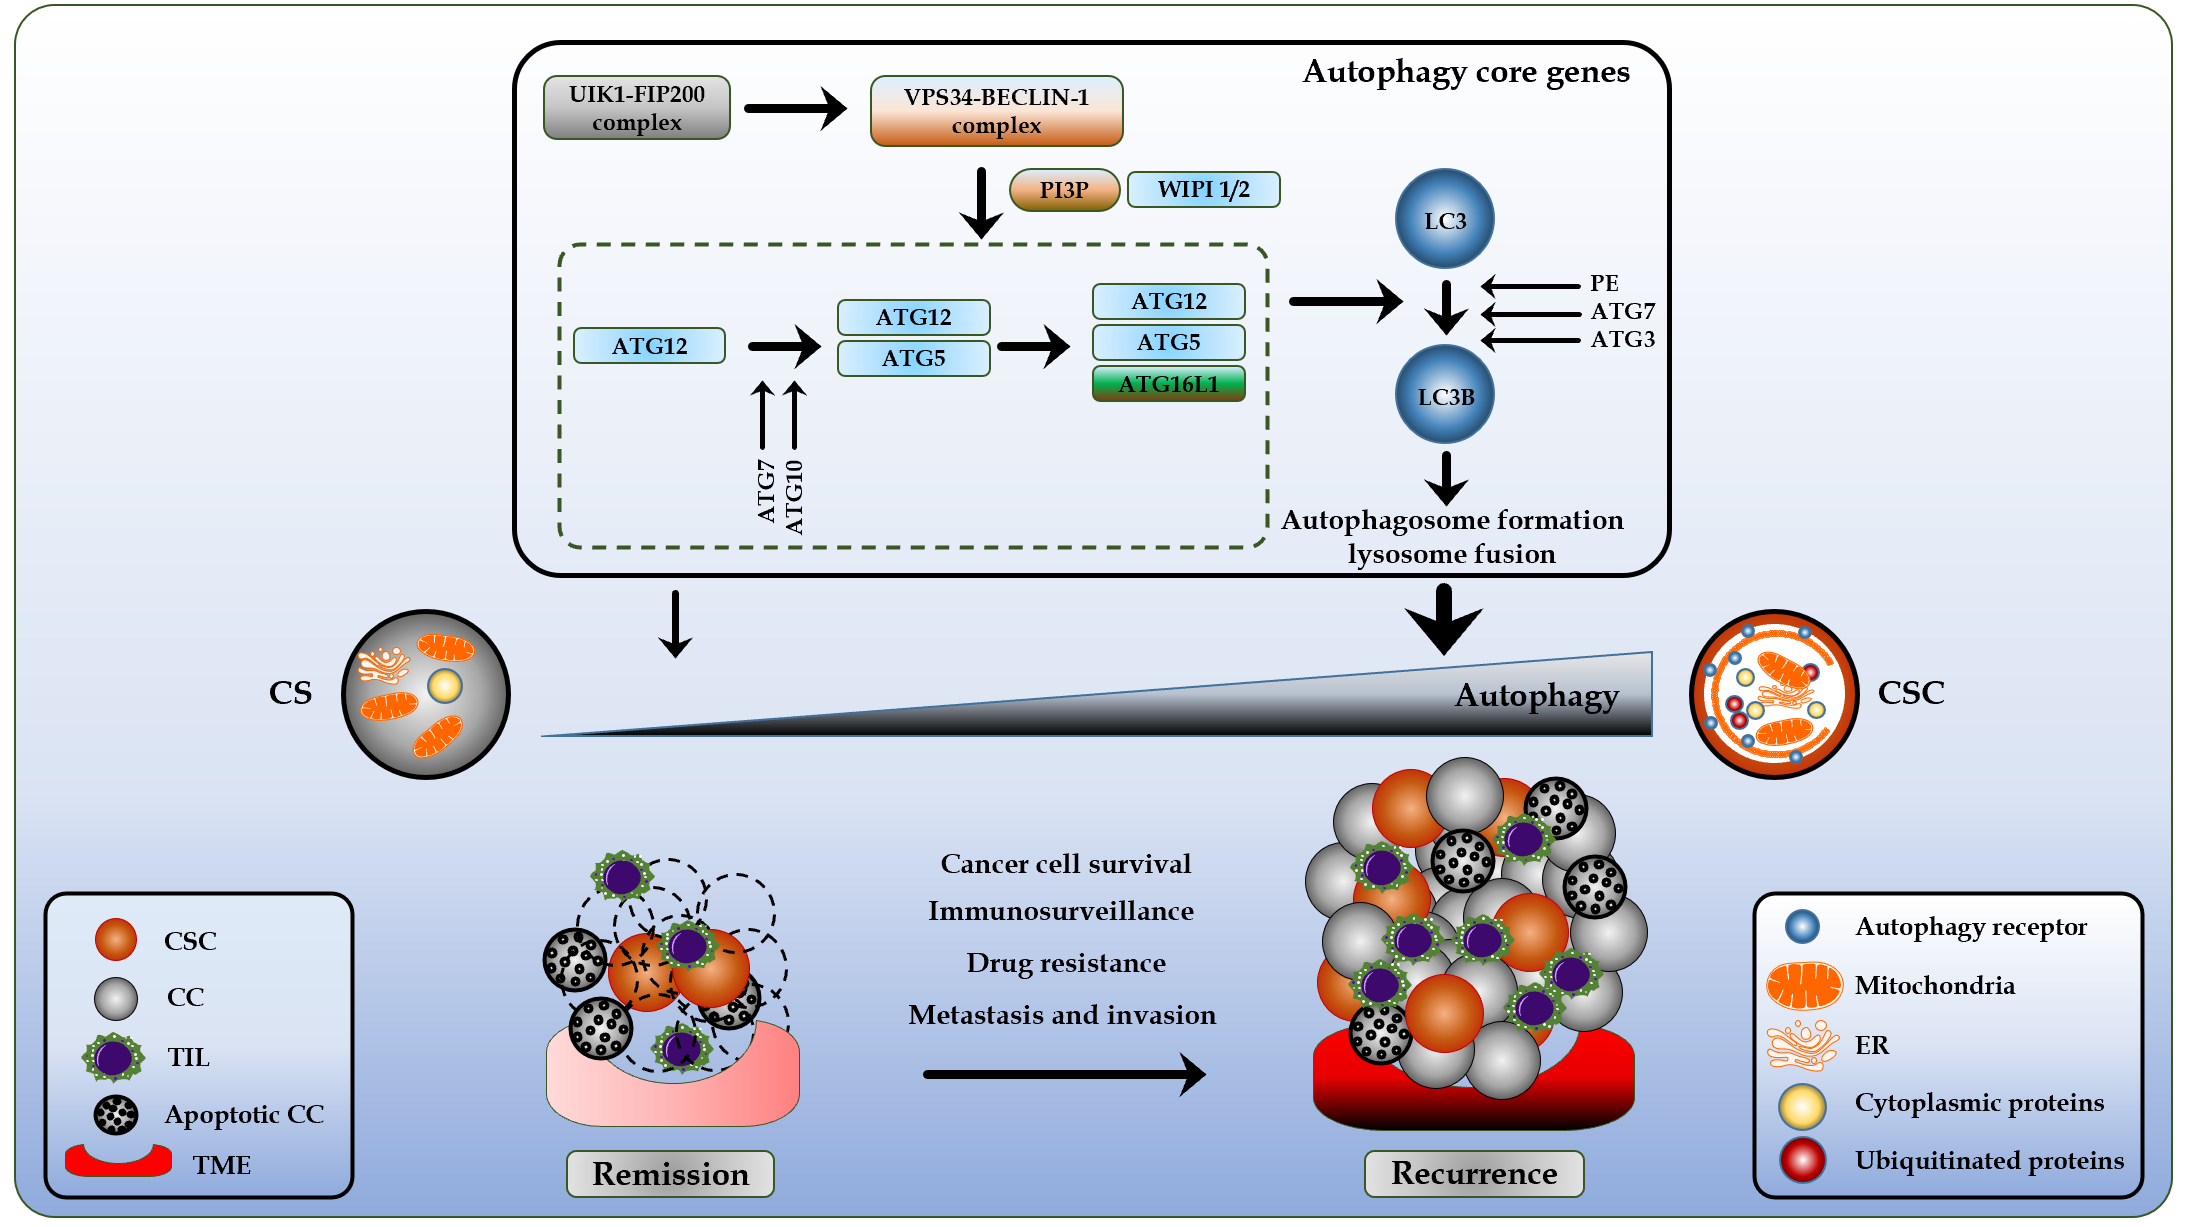 Autophagy core genes
UIK1-FIP200
complex
VPS34-BECLIN-1
complex
PI3P
WIPI 1/2
LC3
PE
ATG7
ATG3
ATG12
ATG12
ATG5
ATG12
ATG5
ATG16L1
LC3B
ATG7
ATG10
Autophagosome formation
lysosome fusion
CS
Autophagy
CSC
Cancer cell survival
Immunosurveillance
Drug resistance
Metastasis and invasion
CSC
CC
TIL
Apoptotic CC
TME
Remission
Recurrence
Autophagy receptor
Mitochondria
ER
Cytoplasmic proteins
Ubiquitinated proteins